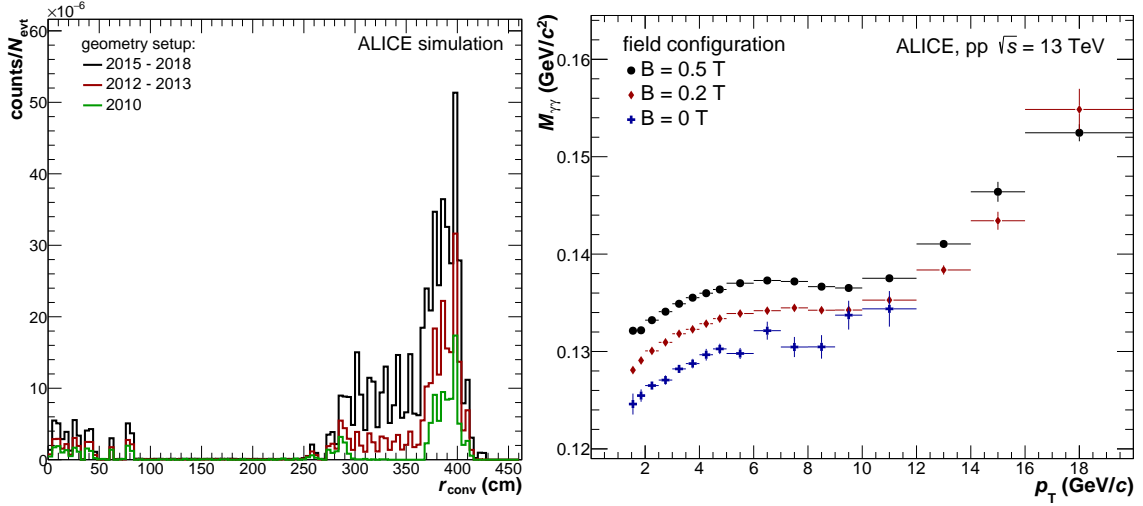 ×10⁻⁶
counts/N_evt
60
50
40
30
20
10
0
geometry setup:
2015 - 2018
2012 - 2013
2010
ALICE simulation
0 50 100 150 200 250 300 350 400 450
r_conv (cm)
M_γγ (GeV/c²)
0.16
0.15
0.14
0.13
0.12
field configuration
B = 0.5 T
B = 0.2 T
B = 0 T
ALICE, pp √s = 13 TeV
2 4 6 8 10 12 14 16 18
p_T (GeV/c)